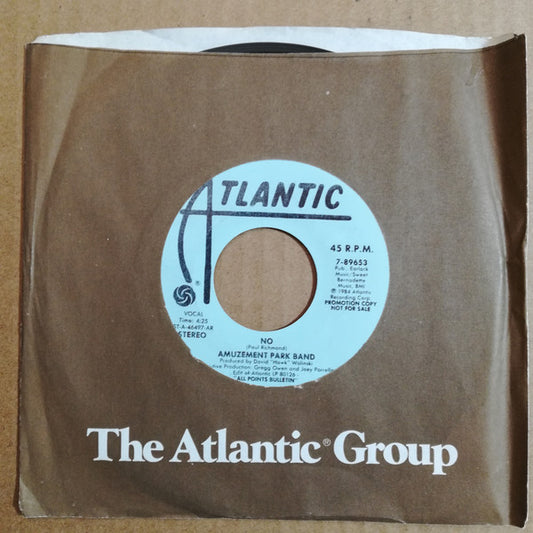 ATLANTIC
®
45 R.P.M.
7-89653
Pub., Earlack
Music/Sweet
Bernadette
Music, BMI
℗ 1984 Atlantic
Recording Corp.
PROMOTION COPY
NOT FOR SALE
VOCAL
Time: 4:25
ST-A-46497-AR
STEREO
NO
(Paul Richmond)
AMUZEMENT PARK BAND
Produced by David "Hawk" Wolinski
Production: Gregg Owen and Joey
Edit of Atlantic LP 80126
"ALL POINTS BULLETIN"
The Atlantic® Group